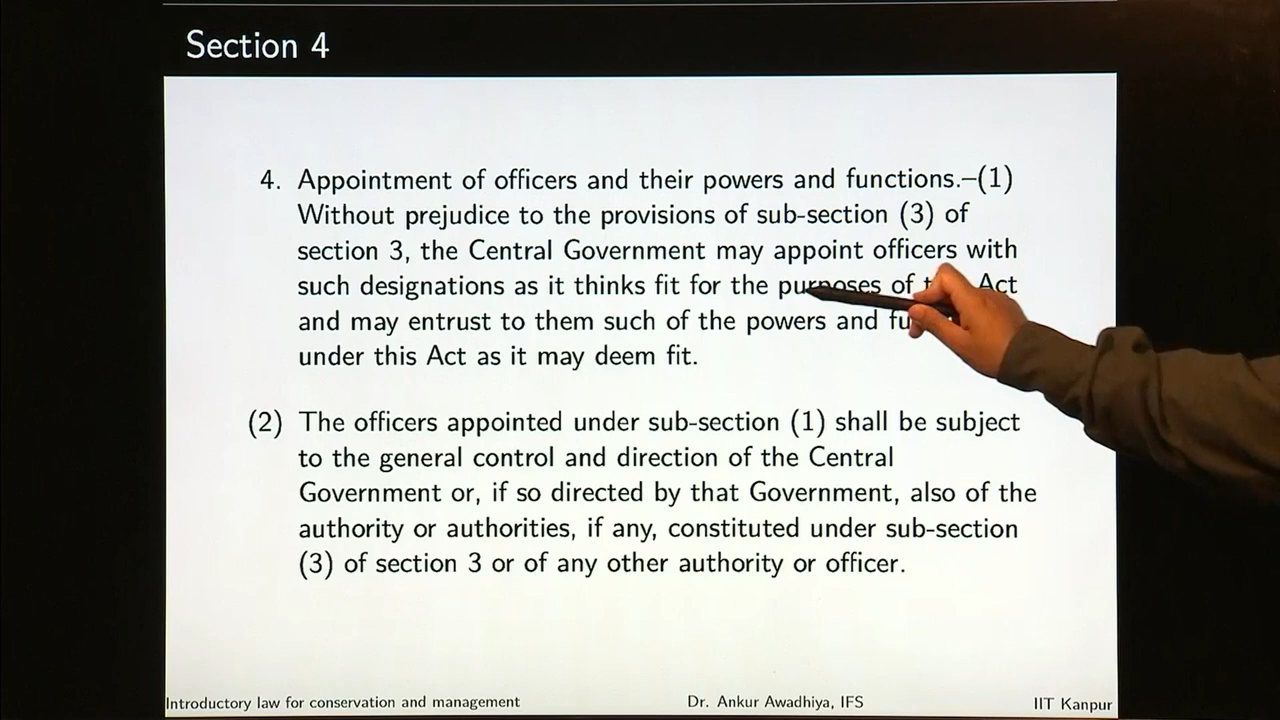 Section 4
4. Appointment of officers and their powers and functions.–(1)
Without prejudice to the provisions of sub-section (3) of
section 3, the Central Government may appoint officers with
such designations as it thinks fit for the purposes of Act
and may entrust to them such of the powers and
under this Act as it may deem fit.
(2) The officers appointed under sub-section (1) shall be subject
to the general control and direction of the Central
Government or, if so directed by that Government, also of the
authority or authorities, if any, constituted under sub-section
(3) of section 3 or of any other authority or officer.
Introductory law for conservation and management Dr. Ankur Awadhiya, IFS IIT Kanpur